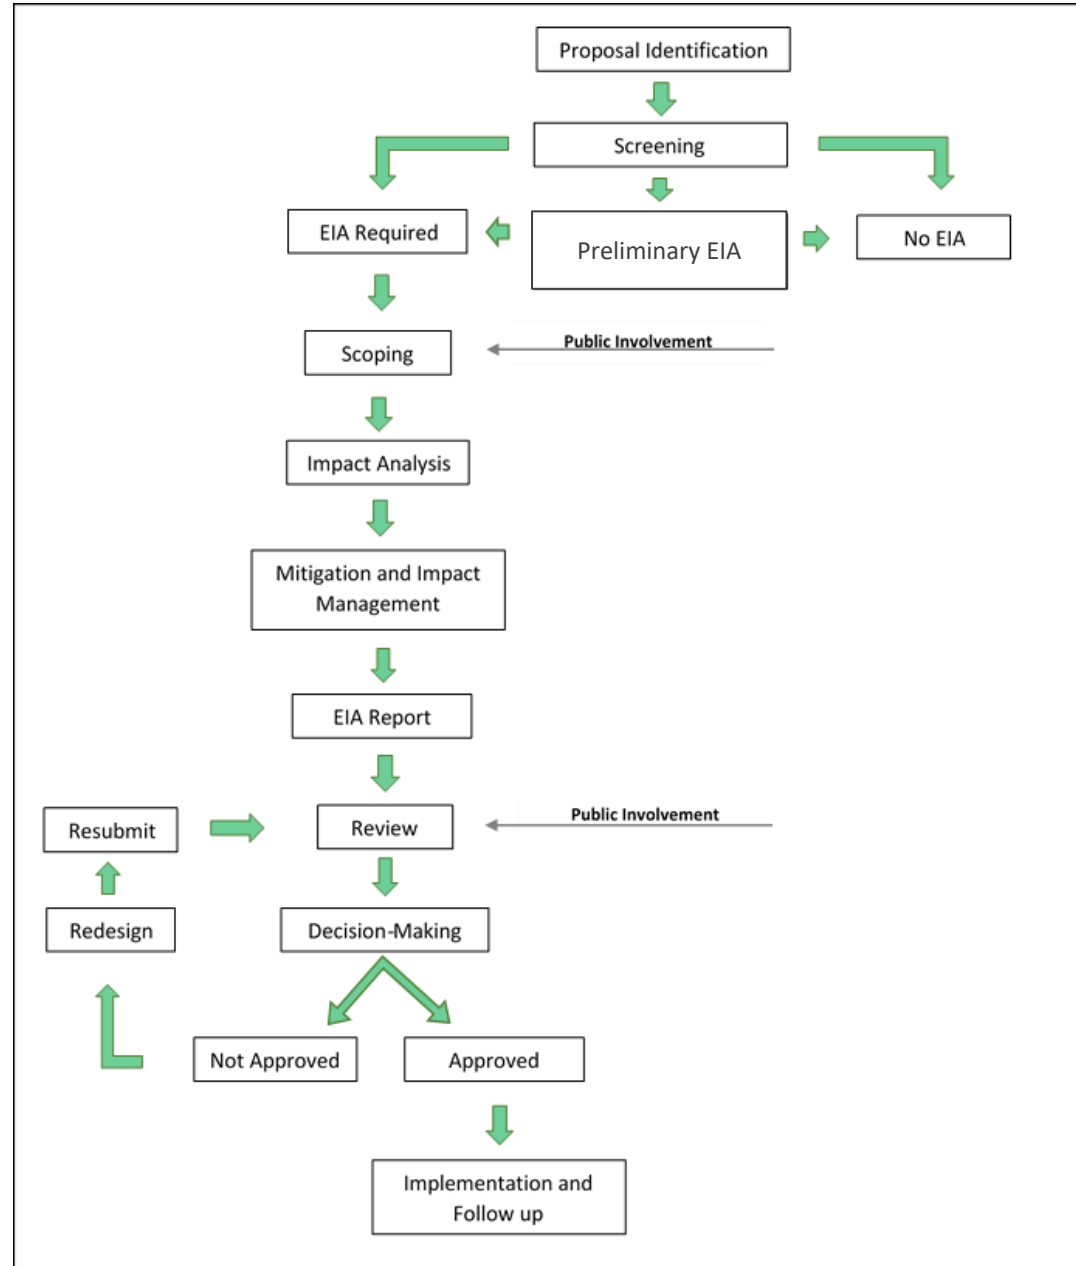 Proposal Identification
Screening
EIA Required
Preliminary EIA
No EIA
Scoping
Public Involvement
Impact Analysis
Mitigation and Impact
Management
EIA Report
Resubmit
Review
Public Involvement
Redesign
Decision-Making
Not Approved
Approved
Implementation and
Follow up